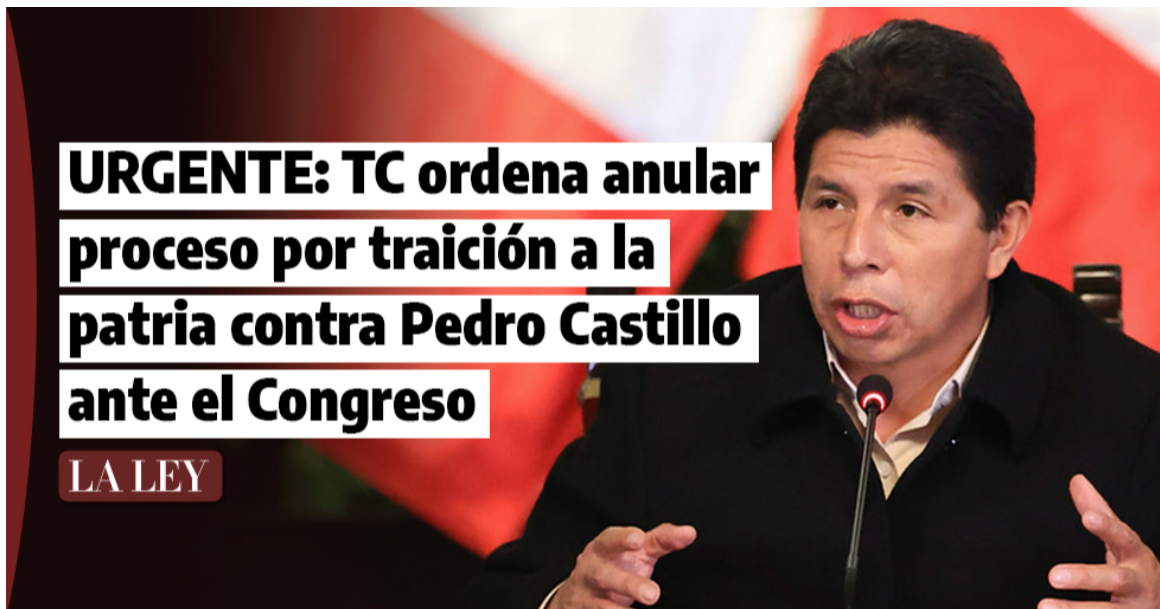 URGENTE: TC ordena anular
proceso por traición a la
patria contra Pedro Castillo
ante el Congreso
LA LEY